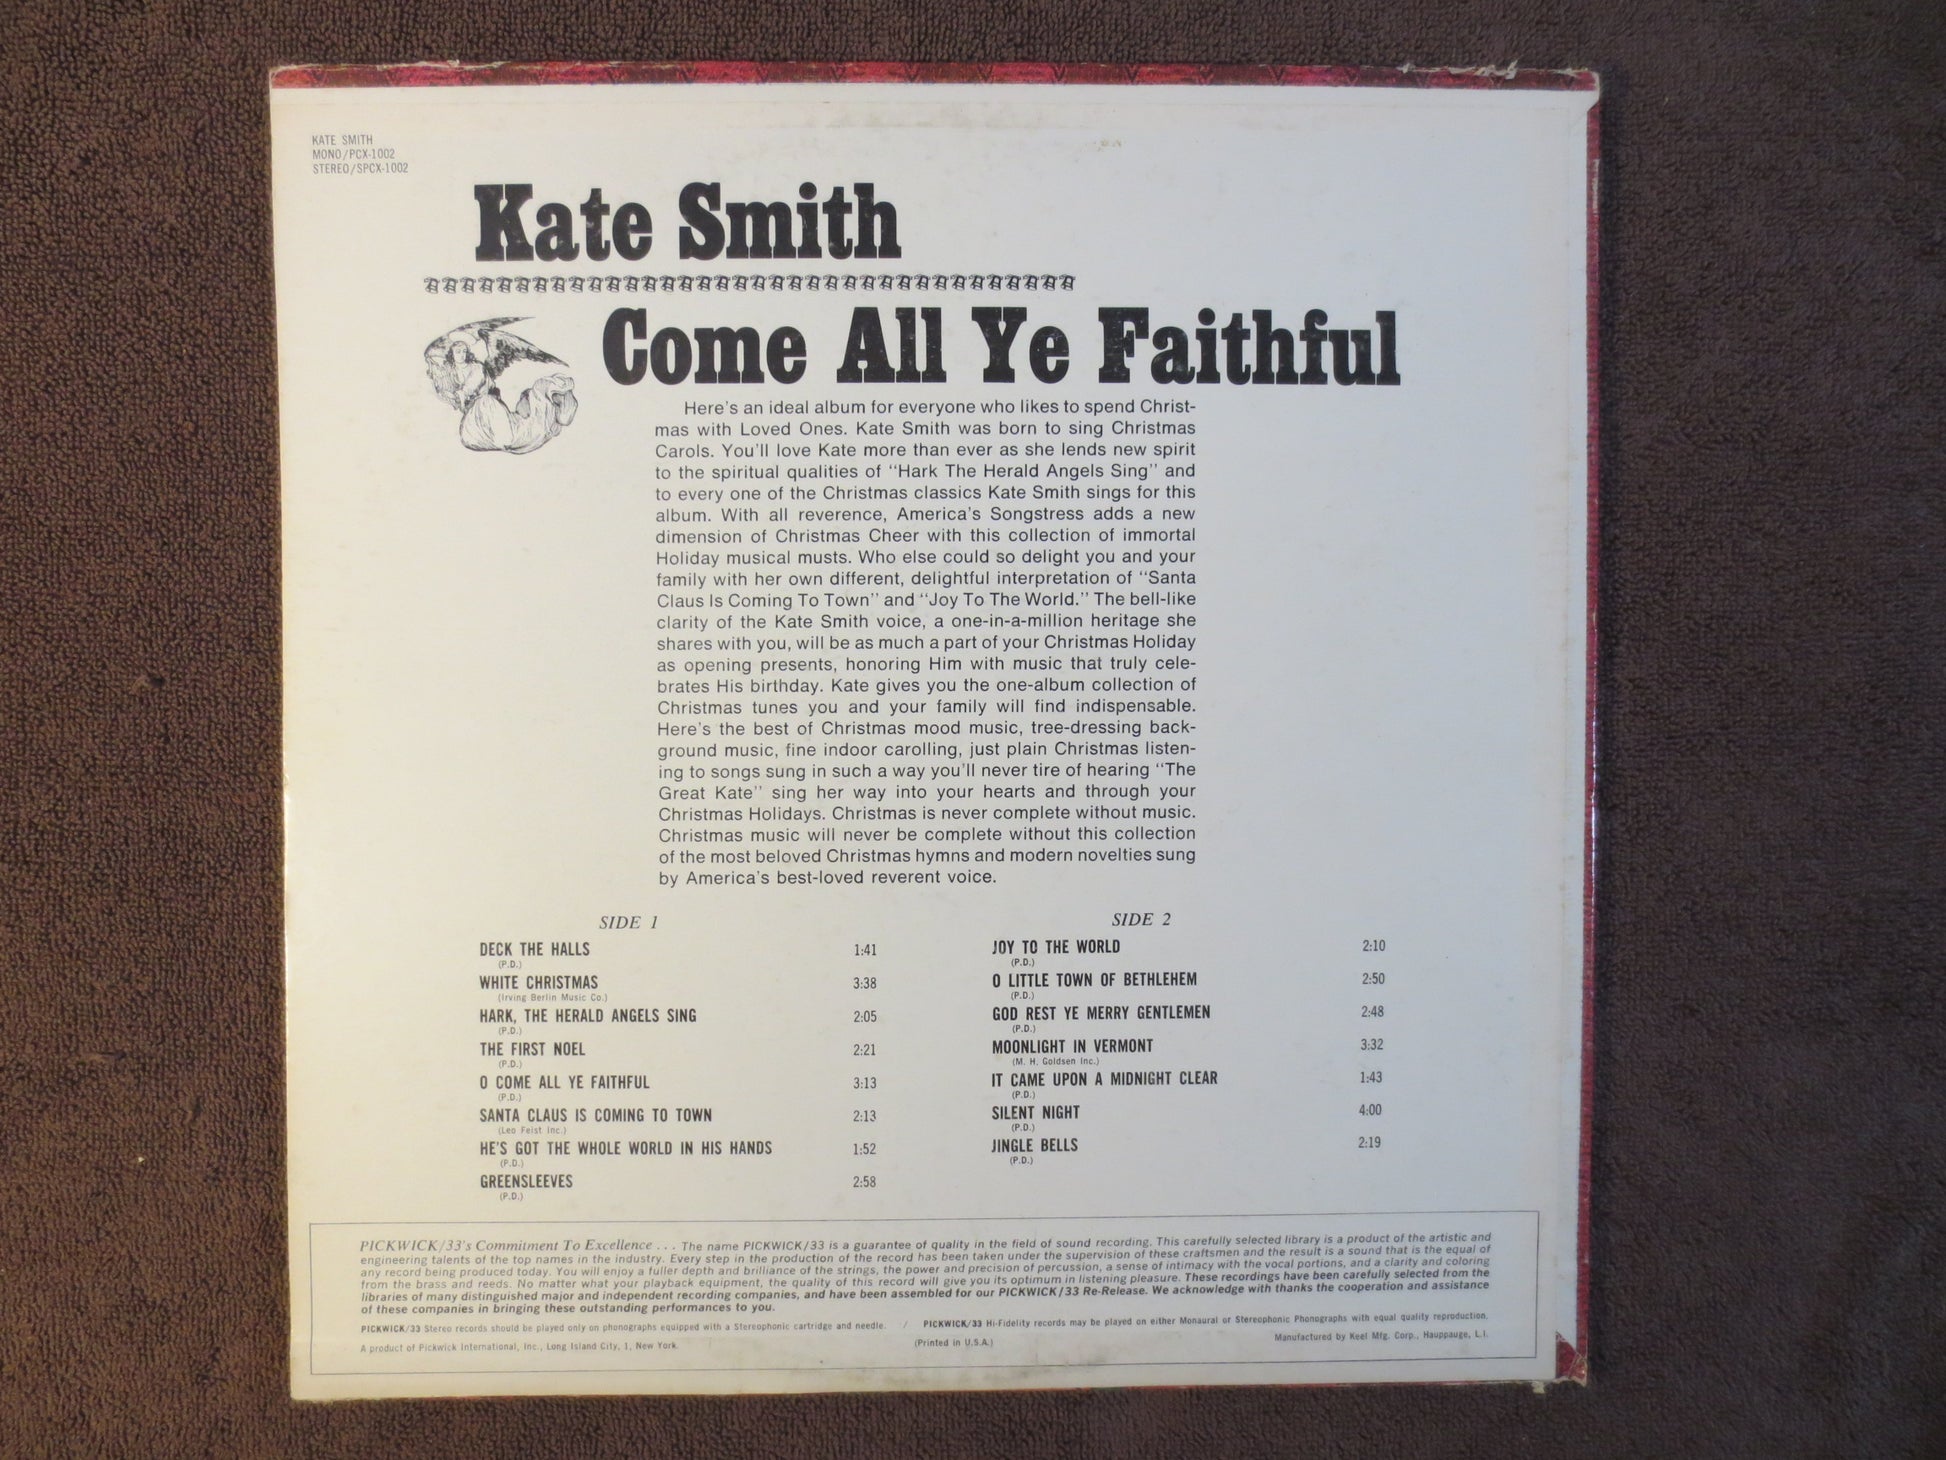 KATE SMITH
MONO/PCX-1002
STEREO/SPCX-1002
Kate Smith
Come All Ye Faithful
Here's an ideal album for everyone who likes to spend Christ-
mas with Loved Ones. Kate Smith was born to sing Christmas
Carols. You'll love Kate more than ever as she lends new spirit
to the spiritual qualities of "Hark The Herald Angels Sing" and
to every one of the Christmas classics Kate Smith sings for this
album. With all reverence, America's Songstress adds a new
dimension of Christmas Cheer with this collection of immortal
Holiday musical musts. Who else could so delight you and your
family with her own different, delightful interpretation of "Santa
Claus Is Coming To Town" and "Joy To The World." The bell-like
clarity of the Kate Smith voice, a one-in-a-million heritage she
shares with you, will be as much a part of your Christmas Holiday
as opening presents, honoring Him with music that truly cele-
brates His birthday. Kate gives you the one-album collection of
Christmas tunes you and your family will find indispensable.
Here's the best of Christmas mood music, tree-dressing back-
ground music, fine indoor carolling, just plain Christmas listen-
ing to songs sung in such a way you'll never tire of hearing "The
Great Kate" sing her way into your hearts and through your
Christmas Holidays. Christmas is never complete without music.
Christmas music will never be complete without this collection
of the most beloved Christmas hymns and modern novelties sung
by America's best-loved reverent voice.
SIDE 1
DECK THE HALLS 1:41
(P.D.)
WHITE CHRISTMAS 3:38
(Irving Berlin Music Co.)
HARK, THE HERALD ANGELS SING 2:05
(P.D.)
THE FIRST NOEL 2:21
(P.D.)
O COME ALL YE FAITHFUL 3:13
(P.D.)
SANTA CLAUS IS COMING TO TOWN 2:13
(Leo Feist Inc.)
HE'S GOT THE WHOLE WORLD IN HIS HANDS 1:52
(P.D.)
GREENSLEEVES 2:58
(P.D.)
SIDE 2
JOY TO THE WORLD 2:10
(P.D.)
O LITTLE TOWN OF BETHLEHEM 2:50
(P.D.)
GOD REST YE MERRY GENTLEMEN 2:48
(P.D.)
MOONLIGHT IN VERMONT 3:32
(M. H. Goldsen Inc.)
IT CAME UPON A MIDNIGHT CLEAR 1:43
(P.D.)
SILENT NIGHT 4:00
(P.D.)
JINGLE BELLS 2:19
(P.D.)
PICKWICK/33's Commitment To Excellence . . . The name PICKWICK/33 is a guarantee of quality in the field of sound recording. This carefully selected library is a product of the artistic and
engineering talents of the top names in the industry. Every step in the production of the record has been taken under the supervision of these craftsmen and the result is a sound that is the equal of
any record being produced today. You will enjoy a fuller depth and brilliance of the strings, the power and precision of percussion, a sense of intimacy with the vocal portions, and a clarity and coloring
from the brass and reeds. No matter what your playback equipment, the quality of this record will give you its optimum in listening pleasure. These recordings have been carefully selected from the
libraries of many distinguished major and independent recording companies, and have been assembled for our PICKWICK/33 Re-Release. We acknowledge with thanks the cooperation and assistance
of these companies in bringing these outstanding performances to you.
PICKWICK/33 Stereo records should be played only on phonographs equipped with a Stereophonic cartridge and needle. / PICKWICK/33 Hi-Fidelity records may be played on either Monaural or Stereophonic Phonographs with equal quality reproduction.
A product of Pickwick International, Inc., Long Island City, 1, New York. (Printed in U.S.A.) Manufactured by Keel Mfg. Corp., Hauppauge, L.I.